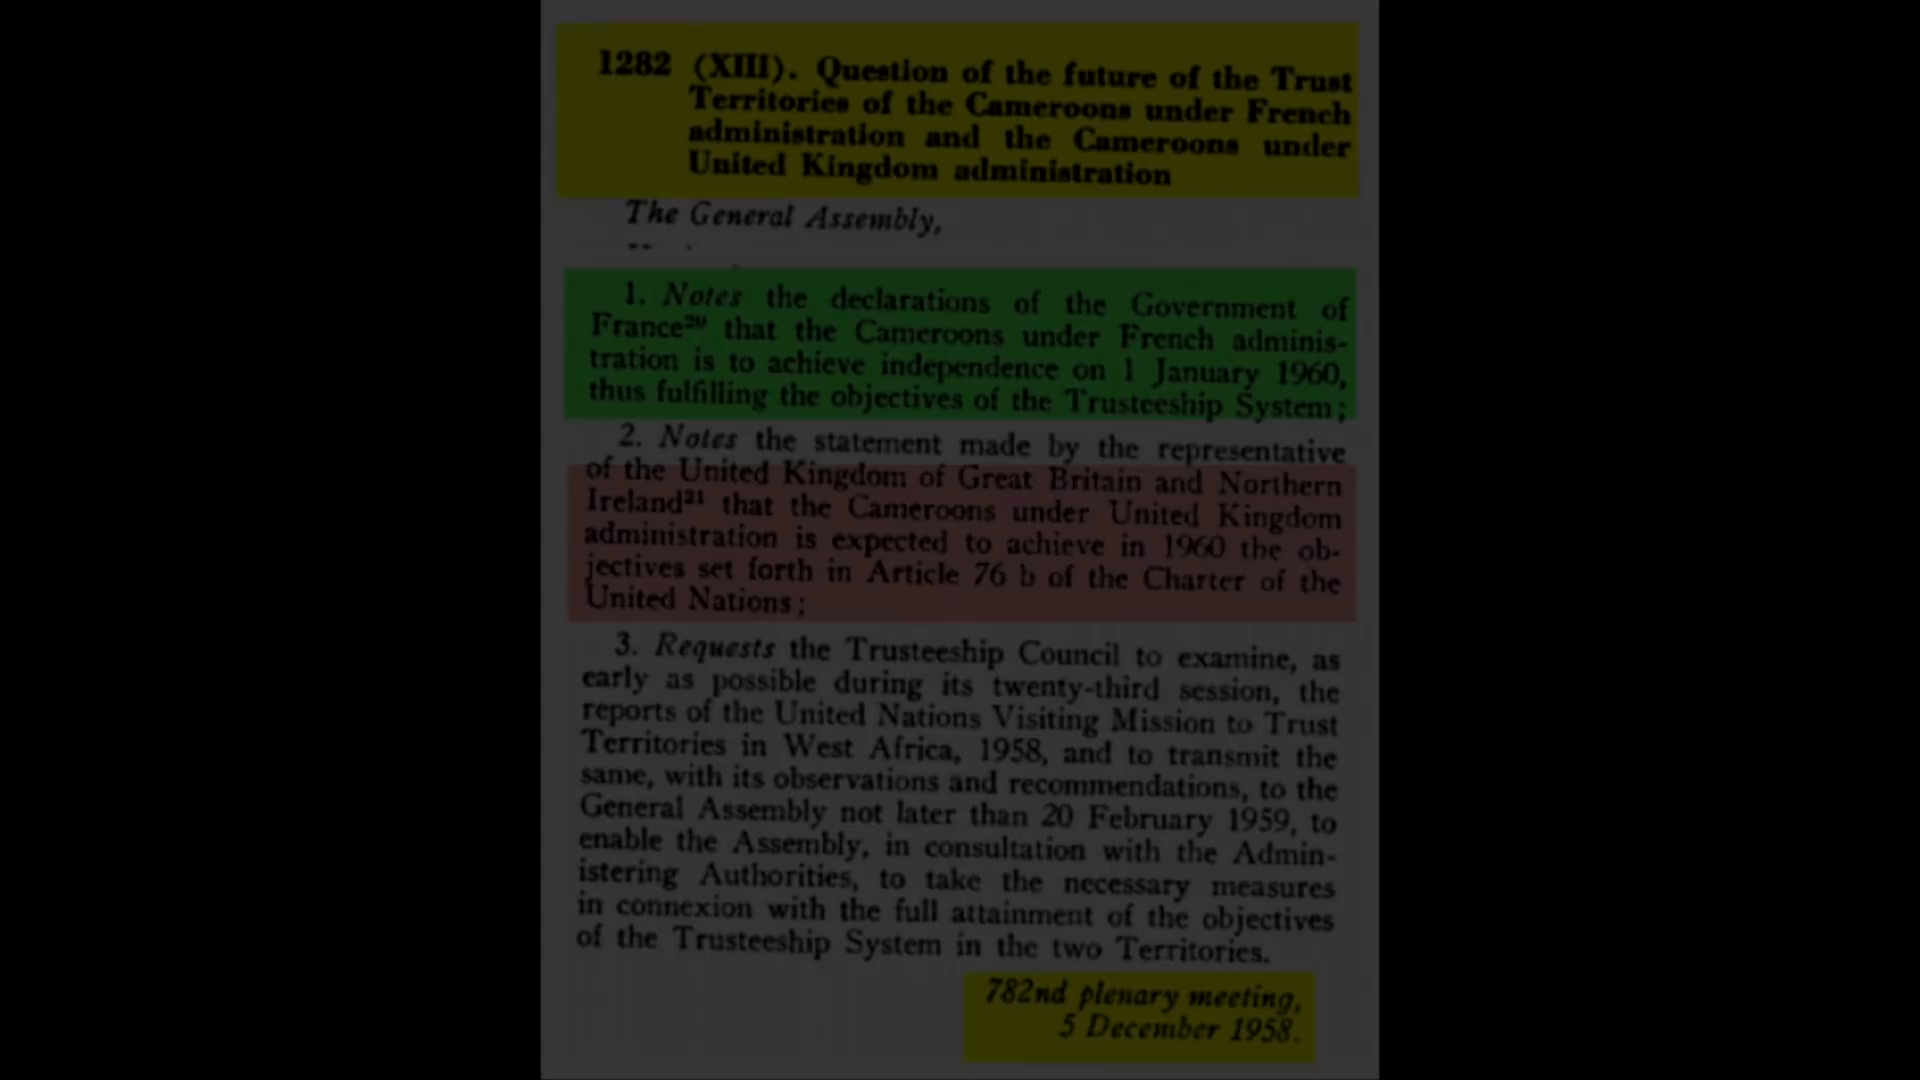 1282 (XIII). Question of the future of the Trust
Territories of the Cameroons under French
administration and the Cameroons under
United Kingdom administration
The General Assembly,
1. Notes the declarations of the Government of
France²⁰ that the Cameroons under French adminis-
tration is to achieve independence on 1 January 1960,
thus fulfilling the objectives of the Trusteeship System;
2. Notes the statement made by the representative
of the United Kingdom of Great Britain and Northern
Ireland²¹ that the Cameroons under United Kingdom
administration is expected to achieve in 1960 the ob-
jectives set forth in Article 76 b of the Charter of the
United Nations;
3. Requests the Trusteeship Council to examine, as
early as possible during its twenty-third session, the
reports of the United Nations Visiting Mission to Trust
Territories in West Africa, 1958, and to transmit the
same, with its observations and recommendations, to the
General Assembly not later than 20 February 1959, to
enable the Assembly, in consultation with the Admin-
istering Authorities, to take the necessary measures
in connexion with the full attainment of the objectives
of the Trusteeship System in the two Territories.
782nd plenary meeting,
5 December 1958.